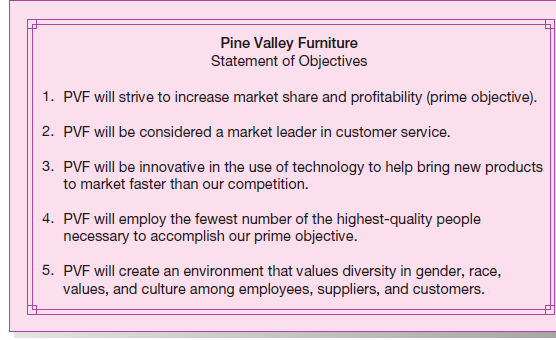 Pine Valley Furniture
Statement of Objectives
1. PVF will strive to increase market share and profitability (prime objective).
2. PVF will be considered a market leader in customer service.
3. PVF will be innovative in the use of technology to help bring new products
to market faster than our competition.
4. PVF will employ the fewest number of the highest-quality people
necessary to accomplish our prime objective.
5. PVF will create an environment that values diversity in gender, race,
values, and culture among employees, suppliers, and customers.